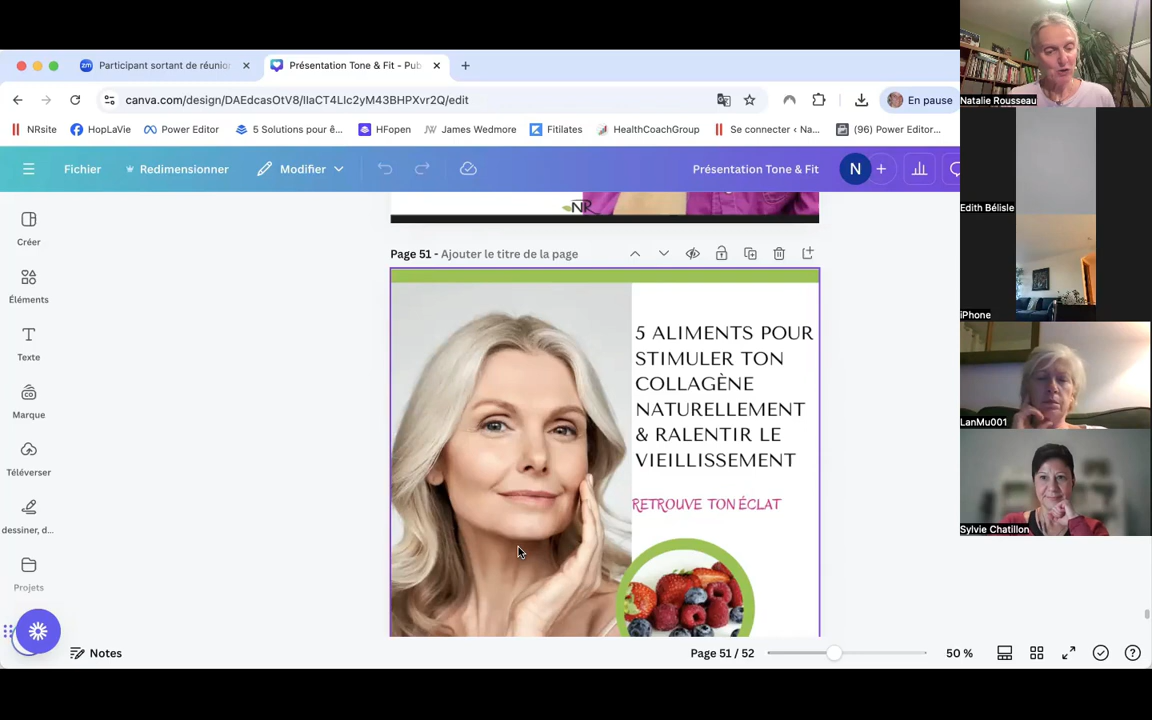 Participant sortant de réunion
Présentation Tone & Fit - Pub
canva.com/design/DAEdcasOtV8/IIaCT4LIc2yM43BHPXvr2Q/edit
En pause
NRsite
HopLaVie
Power Editor
5 Solutions pour ê...
HFopen
James Wedmore
Fitilates
HealthCoachGroup
Se connecter ‹ Na...
(96) Power Editor...
Fichier
Redimensionner
Modifier
Présentation Tone & Fit
N
Créer
Éléments
Texte
Marque
Téléverser
dessiner, d...
Projets
NR
Page 51 - Ajouter le titre de la page
5 ALIMENTS POUR
STIMULER TON
COLLAGÈNE
NATURELLEMENT
& RALENTIR LE
VIEILLISSEMENT
RETROUVE TON ÉCLAT
Notes
Page 51 / 52
50 %
Natalie Rousseau
Edith Bélisle
iPhone
LanMu001
Sylvie Chatillon